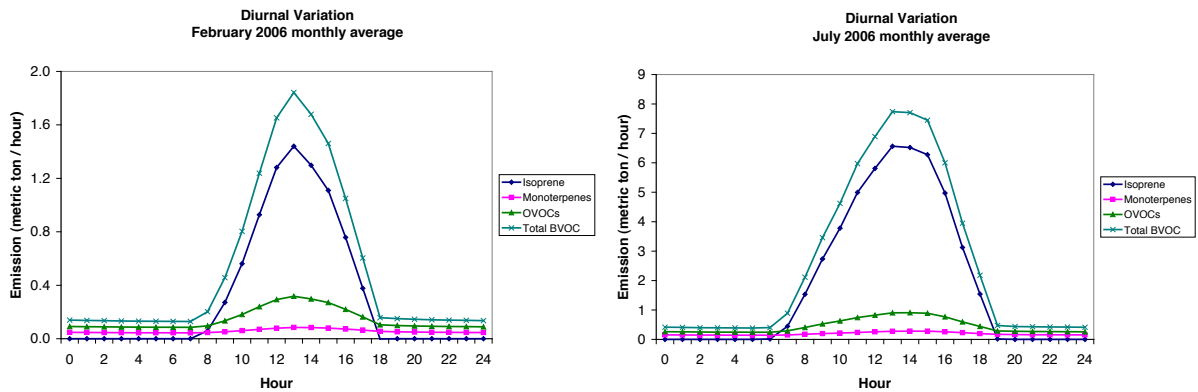 Diurnal Variation
February 2006 monthly average
Emission (metric ton / hour)
2.0
1.6
1.2
0.8
0.4
0.0
0 2 4 6 8 10 12 14 16 18 20 22 24
Hour
Isoprene
Monoterpenes
OVOCs
Total BVOC
Diurnal Variation
July 2006 monthly average
Emission (metric ton / hour)
9
8
7
6
5
4
3
2
1
0
0 2 4 6 8 10 12 14 16 18 20 22 24
Hour
Isoprene
Monoterpenes
OVOCs
Total BVOC